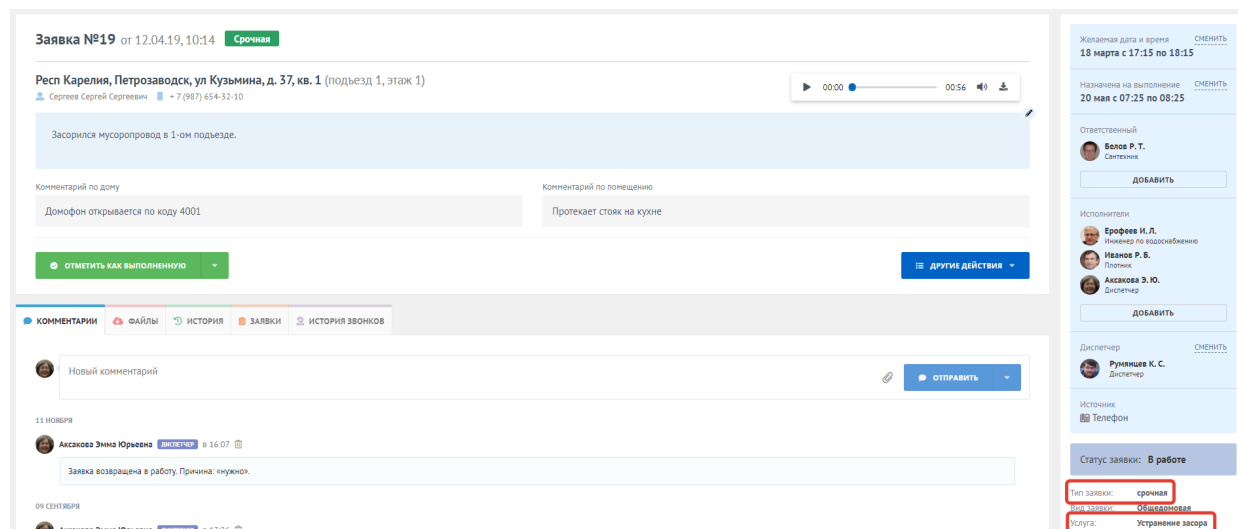 Заявка №19 от 12.04.19, 10:14 Срочная
Респ Карелия, Петрозаводск, ул Кузьмина, д. 37, кв. 1 (подъезд 1, этаж 1)
Сергеев Сергей Сергеевич + 7 (987) 654-32-10
00:00 00:56
Засорился мусоропровод в 1-ом подъезде.
Комментарий по дому
Домофон открывается по коду 4001
Комментарий по помещению
Протекает стояк на кухне
ОТМЕТИТЬ КАК ВЫПОЛНЕННУЮ
ДРУГИЕ ДЕЙСТВИЯ
КОММЕНТАРИИ ФАЙЛЫ ИСТОРИЯ ЗАЯВКИ ИСТОРИЯ ЗВОНКОВ
Новый комментарий
ОТПРАВИТЬ
11 НОЯБРЯ
Аксакова Эмма Юрьевна ДИСПЕТЧЕР в 16:07
Заявка возвращена в работу. Причина: «нужно».
09 СЕНТЯБРЯ
Аксакова Эмма Юрьевна ДИСПЕТЧЕР
Желаемая дата и время СМЕНИТЬ
18 марта с 17:15 по 18:15
Назначена на выполнение СМЕНИТЬ
20 мая с 07:25 по 08:25
Ответственный
Белов Р. Т.
Сантехник
ДОБАВИТЬ
Исполнители
Ерофеев И. Л.
Инженер по водоснабжению
Иванов Р. Б.
Плотник
Аксакова Э. Ю.
Диспетчер
ДОБАВИТЬ
Диспетчер СМЕНИТЬ
Румянцев К. С.
Диспетчер
Источник
Телефон
Статус заявки: В работе
Тип заявки: срочная
Вид заявки: Общедомовая
Услуга: Устранение засора